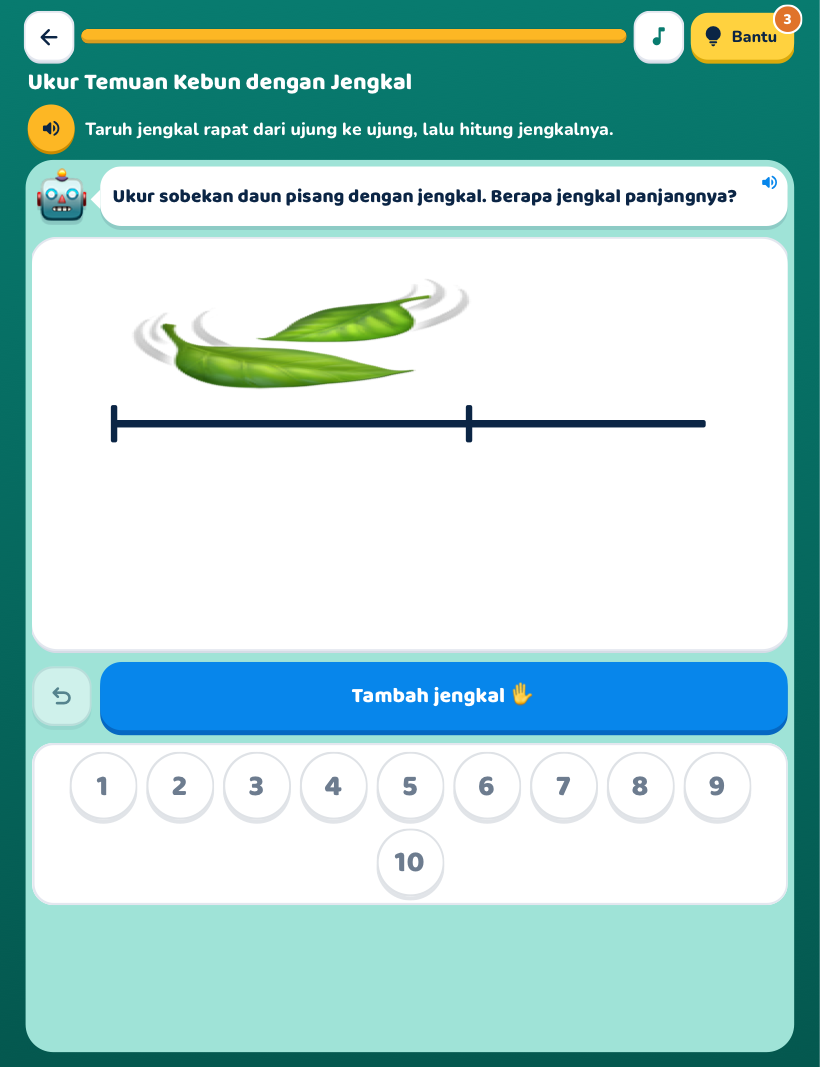 3
Bantu
Ukur Temuan Kebun dengan Jengkal
Taruh jengkal rapat dari ujung ke ujung, lalu hitung jengkalnya.
Ukur sobekan daun pisang dengan jengkal. Berapa jengkal panjangnya?
Tambah jengkal 🖐
1 2 3 4 5 6 7 8 9
10